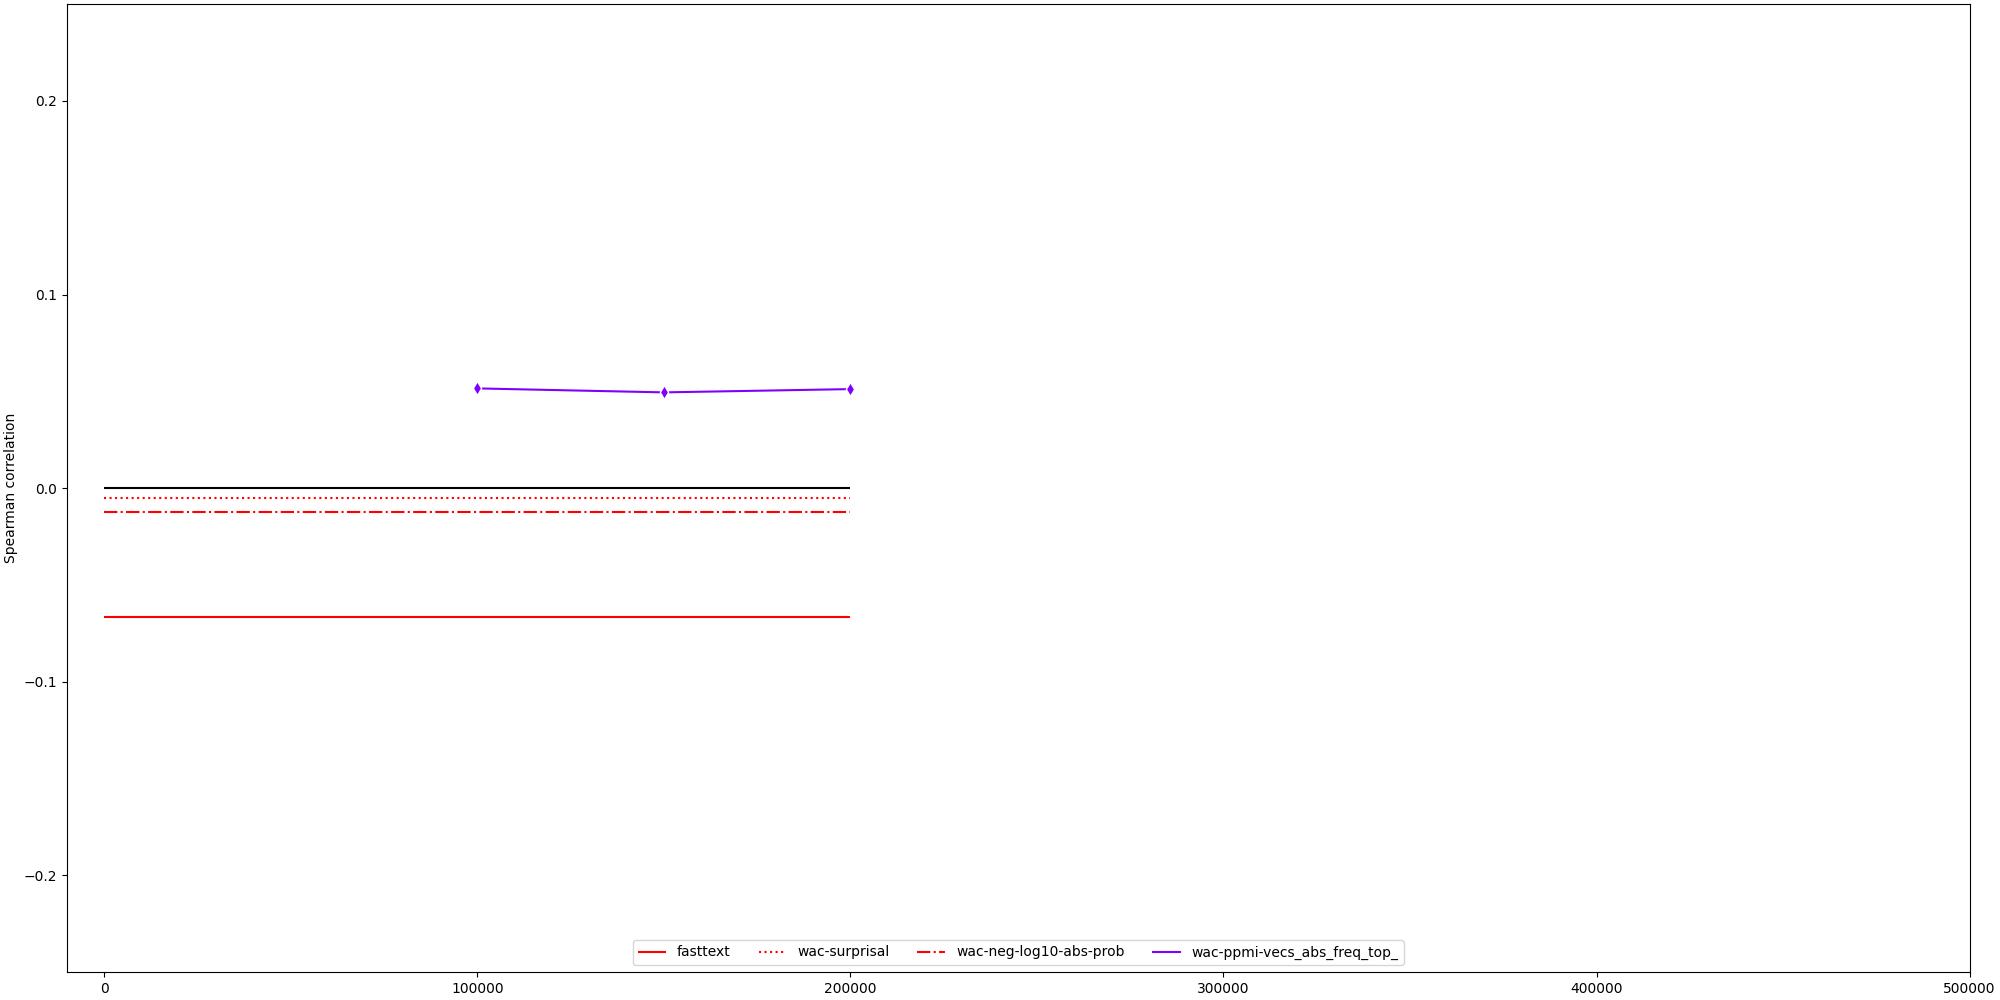 0.2
0.1
0.0
−0.1
−0.2
Spearman correlation
fasttext wac-surprisal wac-neg-log10-abs-prob wac-ppmi-vecs_abs_freq_top_
0 100000 200000 300000 400000 500000